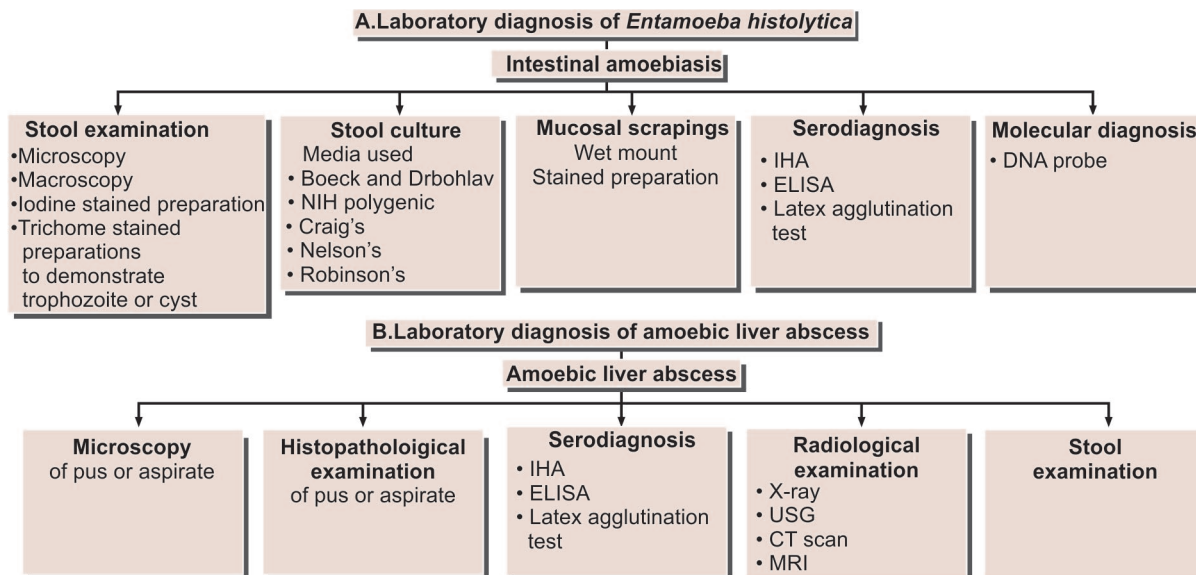 A.Laboratory diagnosis of Entamoeba histolytica
Intestinal amoebiasis
Stool examination
•Microscopy
•Macroscopy
•Iodine stained preparation
•Trichome stained
preparations
to demonstrate
trophozoite or cyst
Stool culture
Media used
• Boeck and Drbohlav
• NIH polygenic
• Craig's
• Nelson's
• Robinson's
Mucosal scrapings
Wet mount
Stained preparation
Serodiagnosis
• IHA
• ELISA
• Latex agglutination
test
Molecular diagnosis
• DNA probe
B.Laboratory diagnosis of amoebic liver abscess
Amoebic liver abscess
Microscopy
of pus or aspirate
Histopatholoigical
examination
of pus or aspirate
Serodiagnosis
• IHA
• ELISA
• Latex agglutination
test
Radiological
examination
• X-ray
• USG
• CT scan
• MRI
Stool
examination